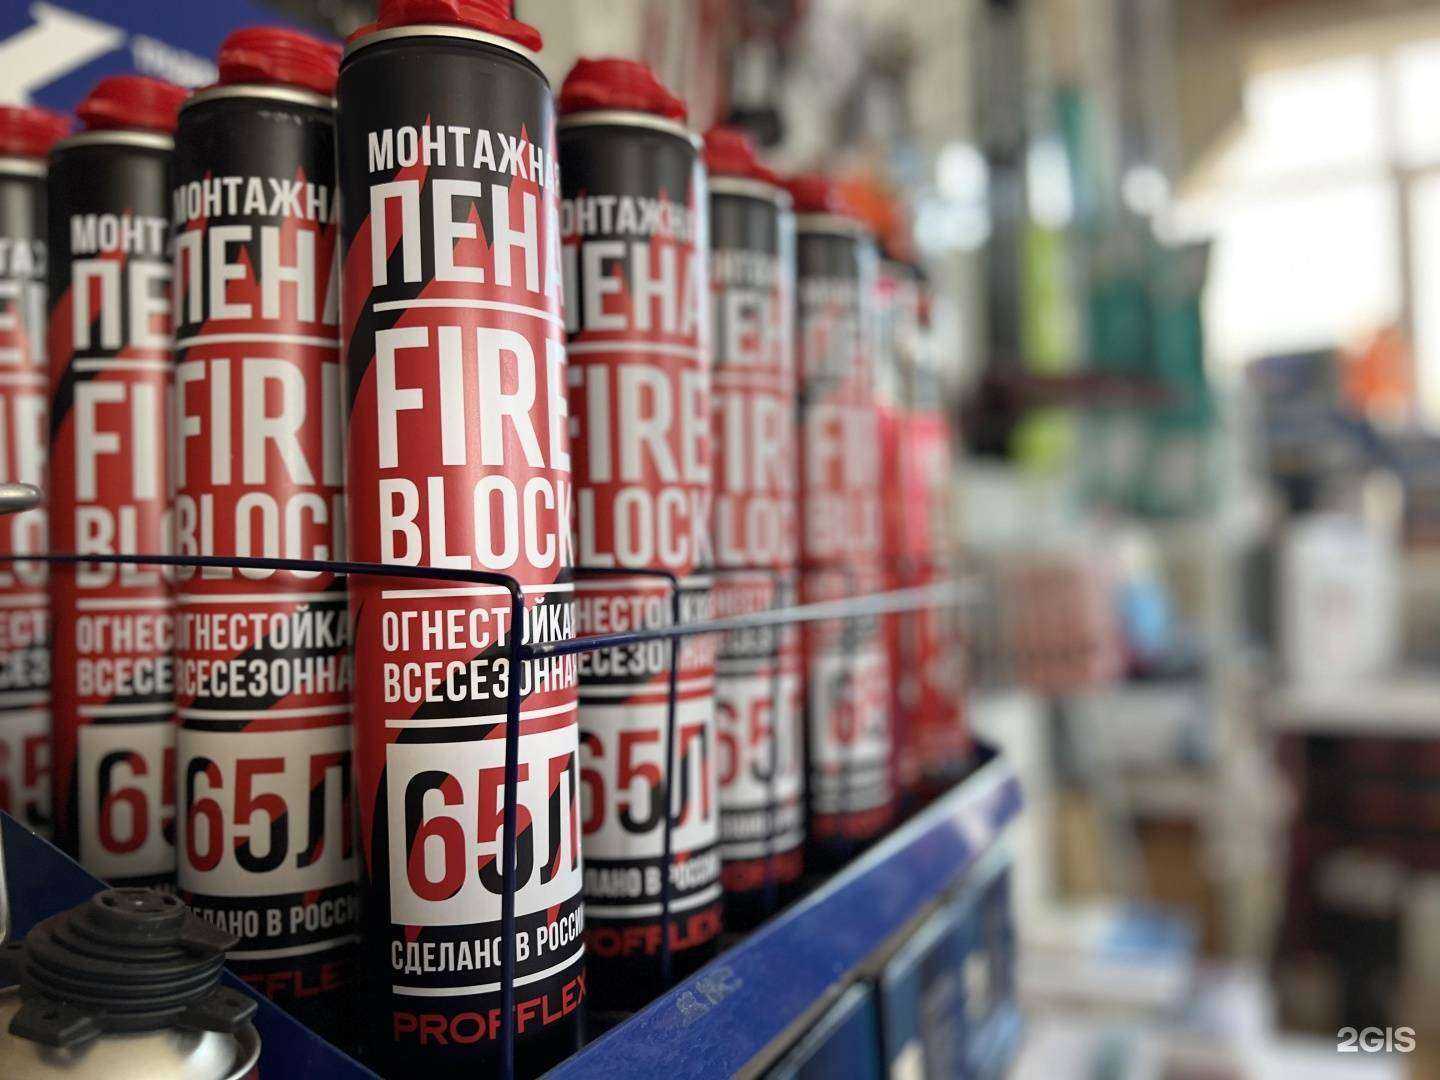 МОНТАЖНАЯ
ПЕНА
FIRE
BLOCK
ОГНЕСТОЙКАЯ
ВСЕСЕЗОННАЯ
65Л
СДЕЛАНО В РОССИИ
PROFFLEX
2GIS